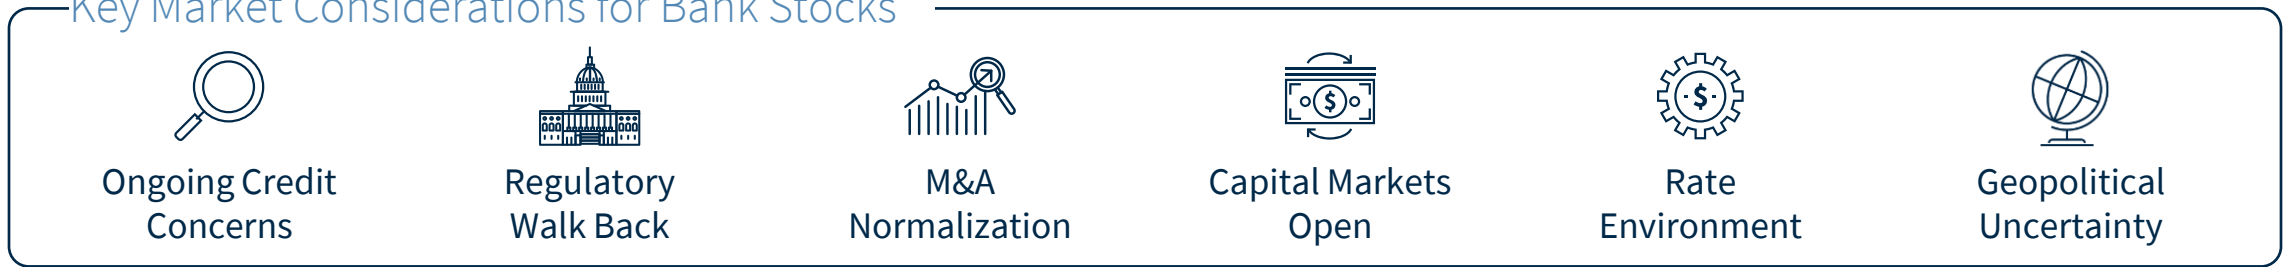 Key Market Considerations for Bank Stocks
Ongoing Credit
Concerns
Regulatory
Walk Back
M&A
Normalization
Capital Markets
Open
Rate
Environment
Geopolitical
Uncertainty